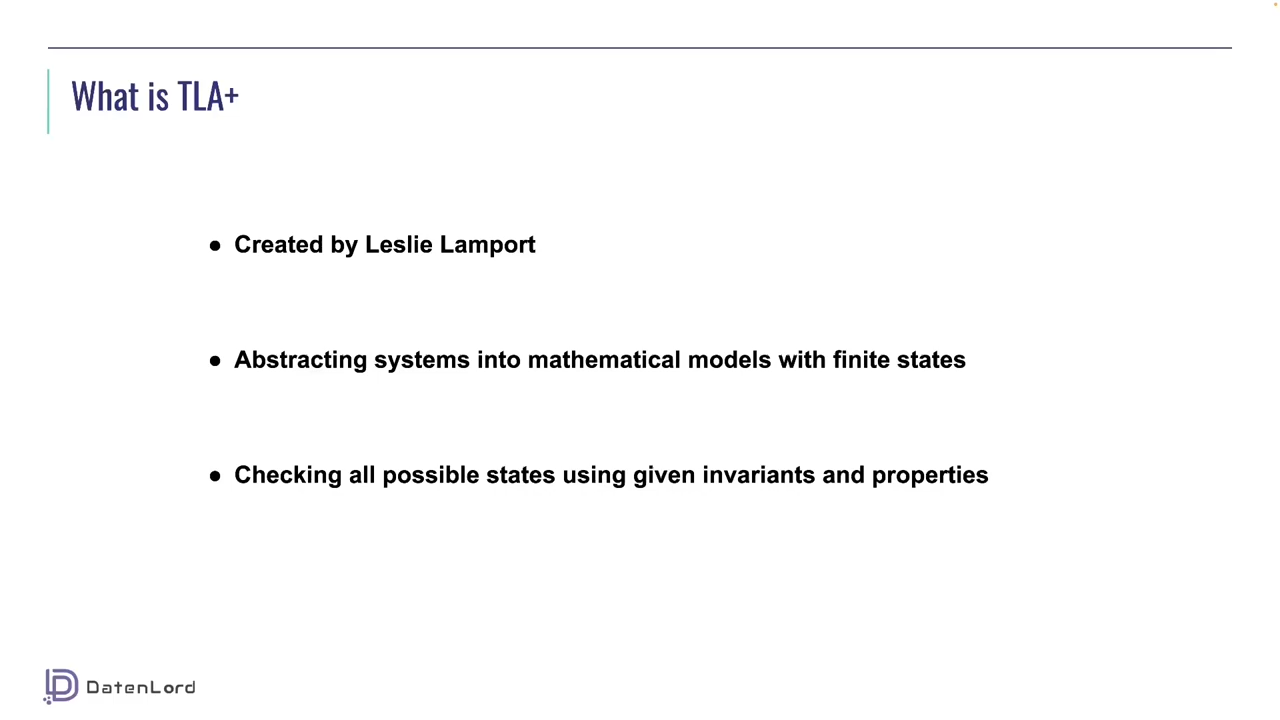 What is TLA+
● Created by Leslie Lamport
● Abstracting systems into mathematical models with finite states
● Checking all possible states using given invariants and properties
DatenLord